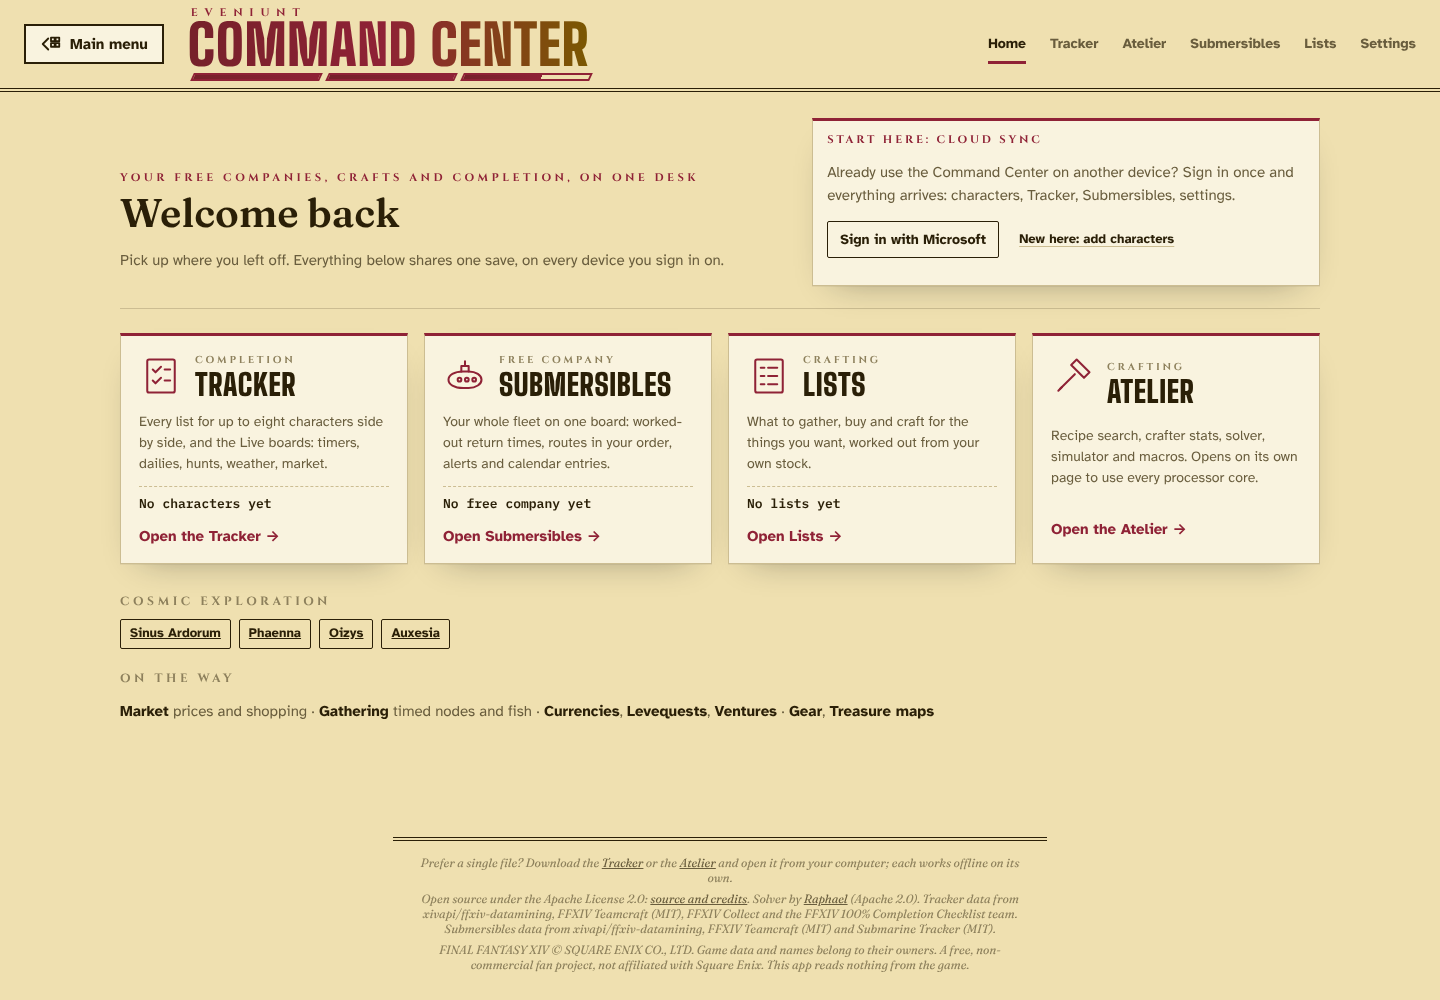 EVENIUNT
Main menu
COMMAND CENTER
Home
Tracker
Atelier
Submersibles
Lists
Settings
YOUR FREE COMPANIES, CRAFTS AND COMPLETION, ON ONE DESK
Welcome back
Pick up where you left off. Everything below shares one save, on every device you sign in on.
START HERE: CLOUD SYNC
Already use the Command Center on another device? Sign in once and
everything arrives: characters, Tracker, Submersibles, settings.
Sign in with Microsoft
New here: add characters
COMPLETION
TRACKER
Every list for up to eight characters side
by side, and the Live boards: timers,
dailies, hunts, weather, market.
No characters yet
Open the Tracker →
FREE COMPANY
SUBMERSIBLES
Your whole fleet on one board: worked-
out return times, routes in your order,
alerts and calendar entries.
No free company yet
Open Submersibles →
CRAFTING
LISTS
What to gather, buy and craft for the
things you want, worked out from your
own stock.
No lists yet
Open Lists →
CRAFTING
ATELIER
Recipe search, crafter stats, solver,
simulator and macros. Opens on its own
page to use every processor core.
Open the Atelier →
COSMIC EXPLORATION
Sinus Ardorum
Phaenna
Oizys
Auxesia
ON THE WAY
Market prices and shopping · Gathering timed nodes and fish · Currencies, Levequests, Ventures · Gear, Treasure maps
Prefer a single file? Download the Tracker or the Atelier and open it from your computer; each works offline on its
own.
Open source under the Apache License 2.0: source and credits. Solver by Raphael (Apache 2.0). Tracker data from
xivapi/ffxiv-datamining, FFXIV Teamcraft (MIT), FFXIV Collect and the FFXIV 100% Completion Checklist team.
Submersibles data from xivapi/ffxiv-datamining, FFXIV Teamcraft (MIT) and Submarine Tracker (MIT).
FINAL FANTASY XIV © SQUARE ENIX CO., LTD. Game data and names belong to their owners. A free, non-
commercial fan project, not affiliated with Square Enix. This app reads nothing from the game.